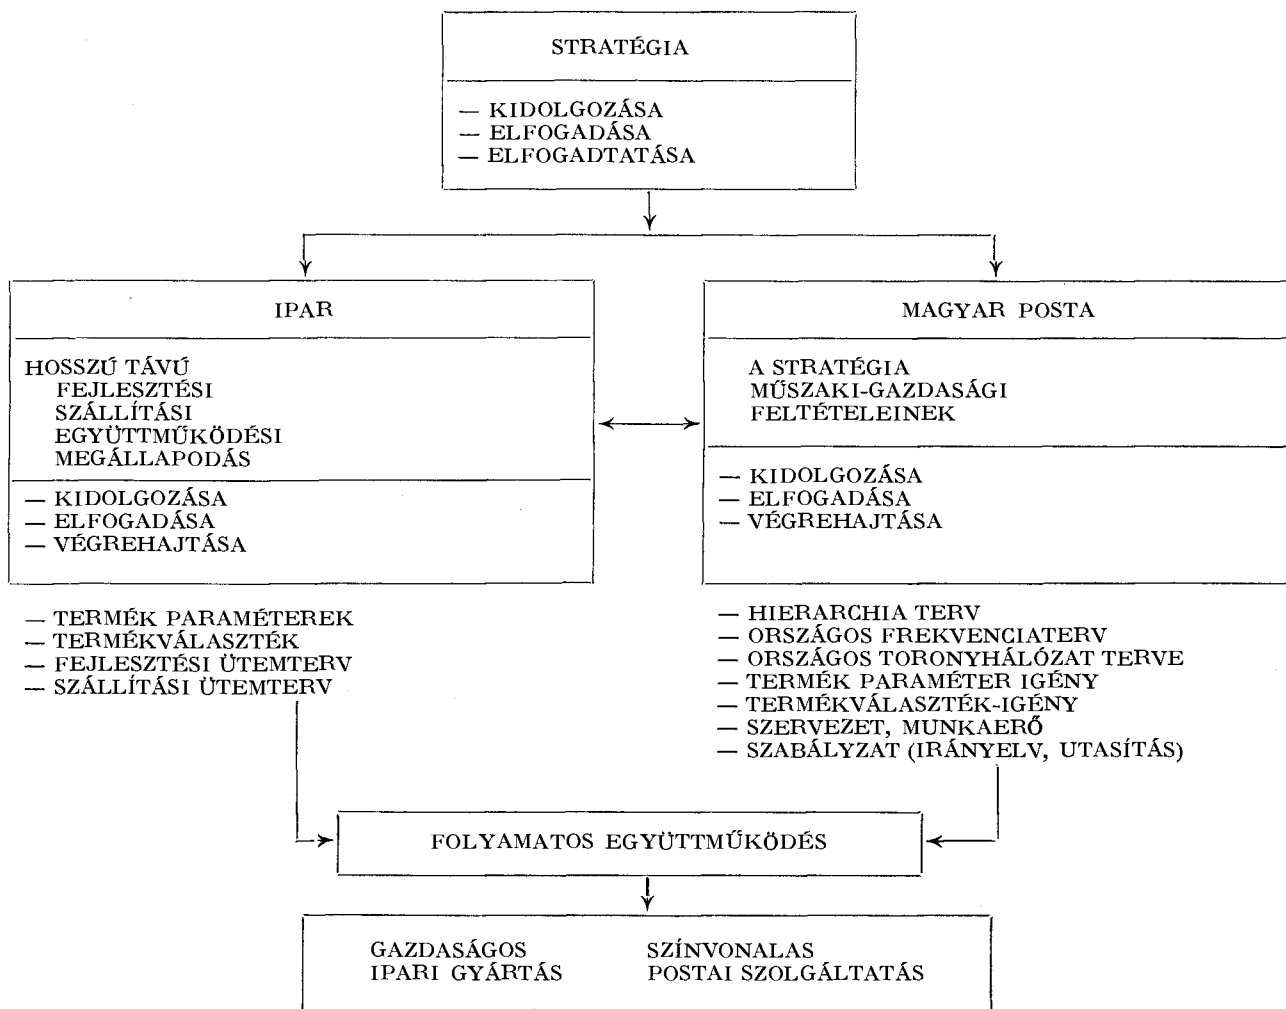 STRATÉGIA
— KIDOLGOZÁSA
— ELFOGADÁSA
— ELFOGADTATÁSA
IPAR
HOSSZÚ TÁVÚ
FEJLESZTÉSI
SZÁLLÍTÁSI
EGYÜTTMŰKÖDÉSI
MEGÁLLAPODÁS
— KIDOLGOZÁSA
— ELFOGADÁSA
— VÉGREHAJTÁSA
MAGYAR POSTA
A STRATÉGIA
MŰSZAKI-GAZDASÁGI
FELTÉTELEINEK
— KIDOLGOZÁSA
— ELFOGADÁSA
— VÉGREHAJTÁSA
— TERMÉK PARAMÉTEREK
— TERMÉKVÁLASZTÉK
— FEJLESZTÉSI ÜTEMTERV
— SZÁLLÍTÁSI ÜTEMTERV
— HIERARCHIA TERV
— ORSZÁGOS FREKVENCIATERV
— ORSZÁGOS TORONYHÁLÓZAT TERVE
— TERMÉK PARAMÉTER IGÉNY
— TERMÉKVÁLASZTÉK-IGÉNY
— SZERVEZET, MUNKAERŐ
— SZABÁLYZAT (IRÁNYELV, UTASÍTÁS)
FOLYAMATOS EGYÜTTMŰKÖDÉS
GAZDASÁGOS
IPARI GYÁRTÁS
SZÍNVONALAS
POSTAI SZOLGÁLTATÁS